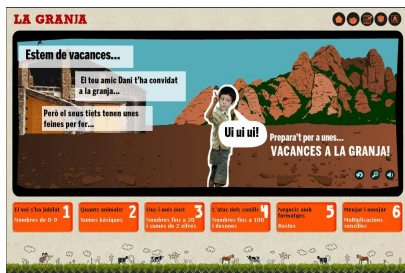 LA GRANJA
Estem de vacances...
El teu amic Dani t'ha convidat
a la granja...
Però el seus tiets tenen unes
feines per fer...
Ui ui ui!
Prepara't per a unes...
VACANCES A LA GRANJA!
El veí s'ha jubilat 1
Nombres de 0-9
Quants animals! 2
Sumes bàsiques
Ous i més ous! 3
Nombres fins a 20
i sumes de 2 xifres
L'atac dels conills 4
Nombres fins a 100
i desenes
Negocis amb
formatges 5
Restes
Menjar i menjar 6
Multiplicacions
senzilles